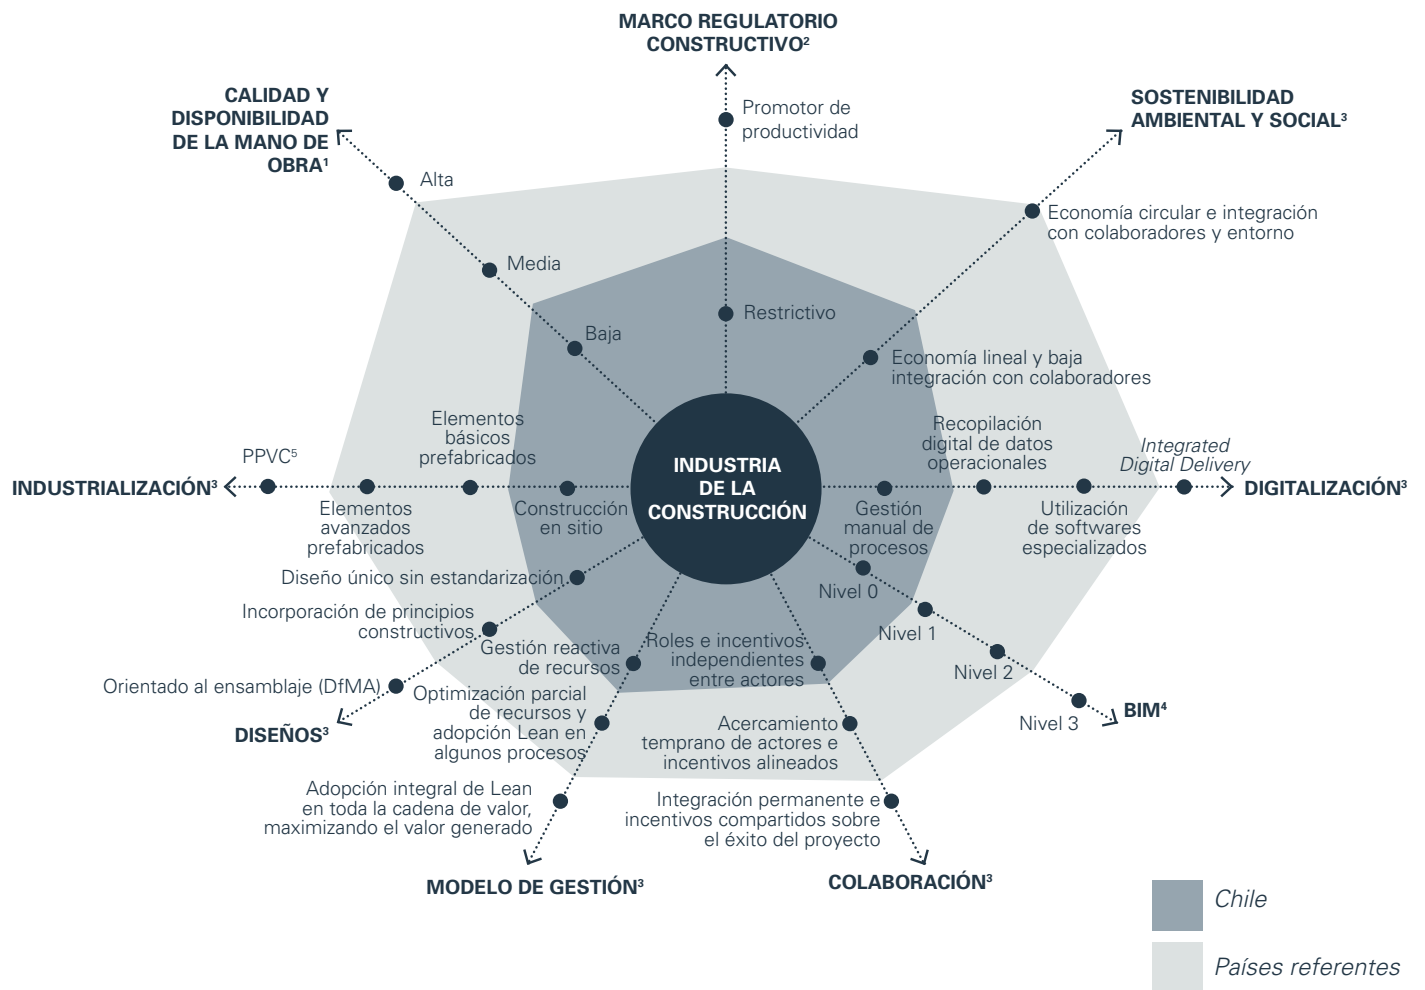 MARCO REGULATORIO
CONSTRUCTIVO²
CALIDAD Y
DISPONIBILIDAD
DE LA MANO DE
OBRA¹
SOSTENIBILIDAD
AMBIENTAL Y SOCIAL³
Promotor de
productividad
Alta
Economía circular e integración
con colaboradores y entorno
Media
Restrictivo
Baja
Economía lineal y baja
integración con colaboradores
Elementos
básicos
prefabricados
Recopilación
digital de datos
operacionales
Integrated
Digital Delivery
PPVC⁵
INDUSTRIALIZACIÓN³
INDUSTRIA
DE LA
CONSTRUCCIÓN
DIGITALIZACIÓN³
Elementos
avanzados
prefabricados
Construcción
en sitio
Gestión
manual de
procesos
Utilización
de softwares
especializados
Diseño único sin estandarización
Nivel 0
Incorporación de principios
constructivos
Nivel 1
Gestión reactiva
de recursos
Roles e incentivos
independientes
entre actores
Nivel 2
Orientado al ensamblaje (DfMA)
DISEÑOS³
Optimización parcial
de recursos y
adopción Lean en
algunos procesos
Acercamiento
temprano de actores e
incentivos alineados
Nivel 3
BIM⁴
Adopción integral de Lean
en toda la cadena de valor,
maximizando el valor generado
Integración permanente e
incentivos compartidos sobre
el éxito del proyecto
MODELO DE GESTIÓN³
COLABORACIÓN³
Chile
Países referentes